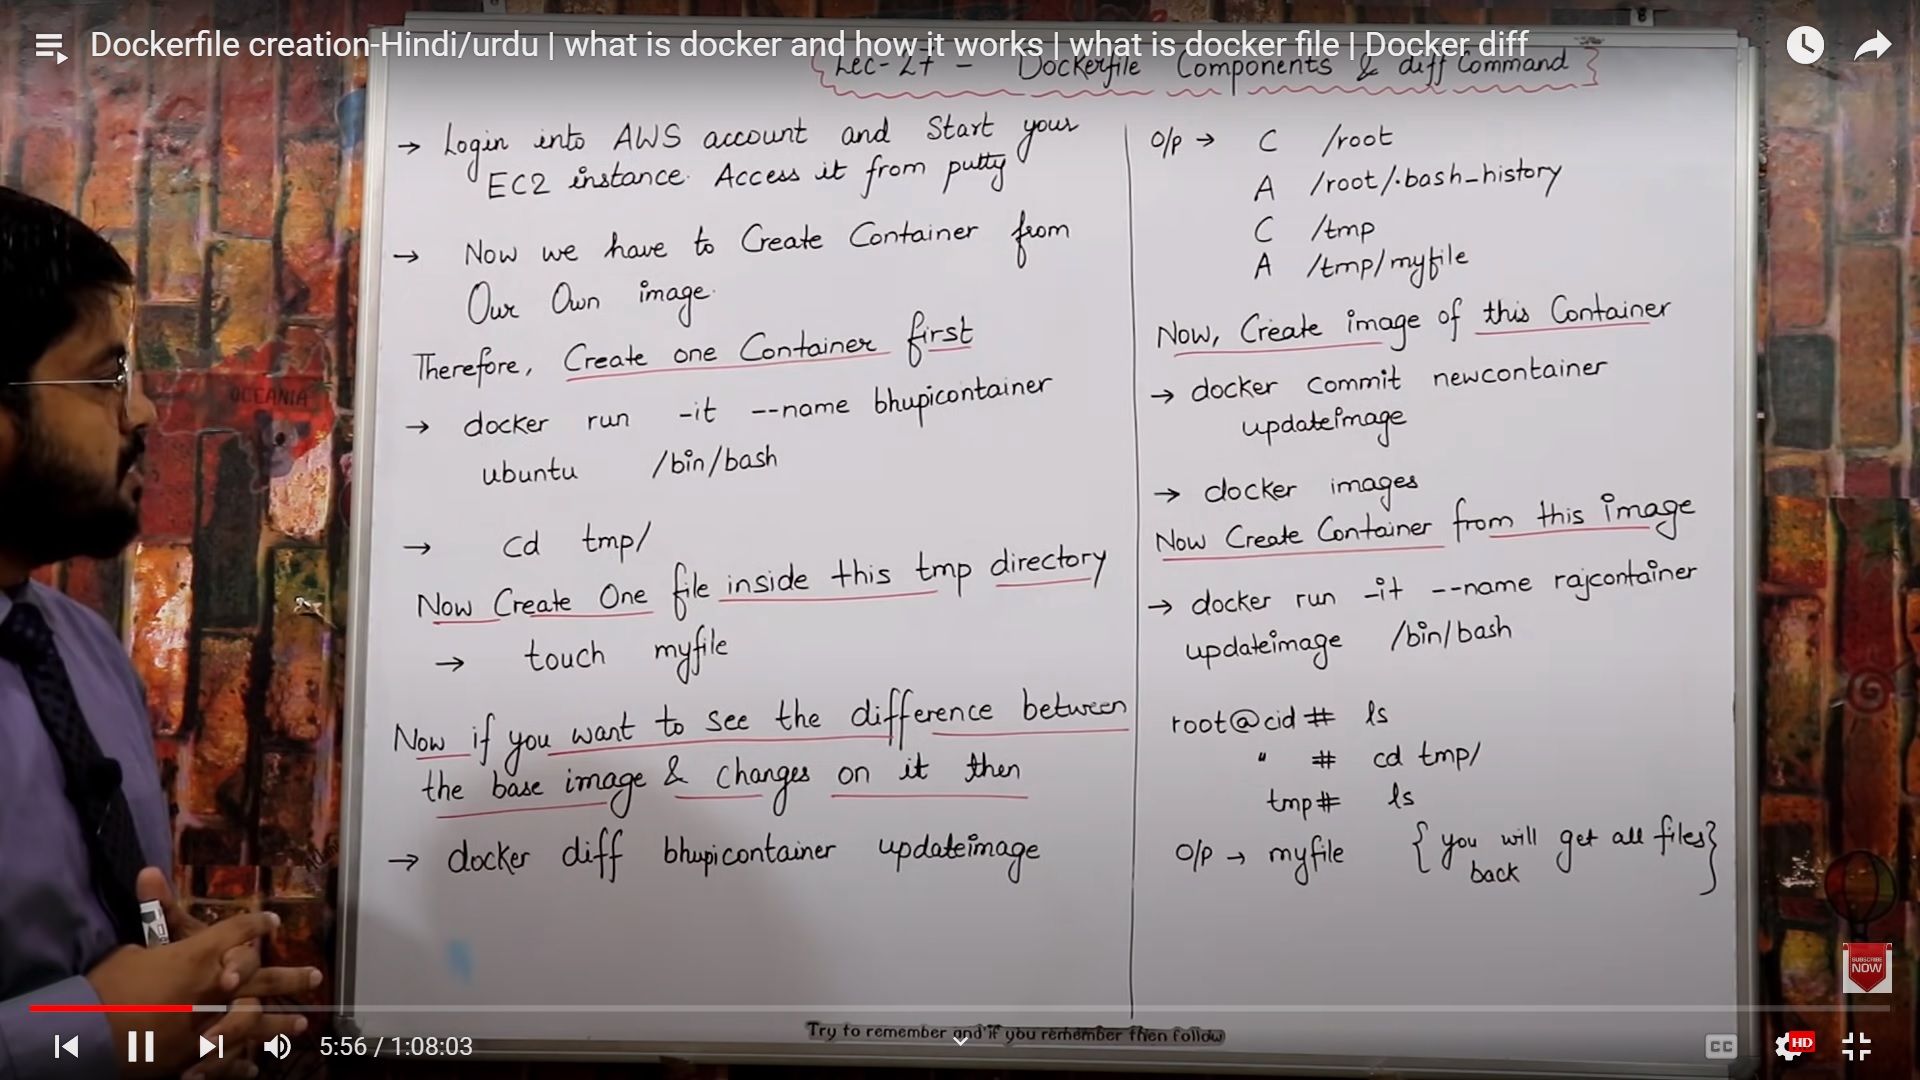 Dockerfile creation-Hindi/urdu | what is docker and how it works | what is docker file | Docker diff
Lec-27 - Dockerfile Components & diff Command
→ Login into AWS account and Start your
EC2 instance. Access it from putty
→ Now we have to Create Container from
Our Own image.
Therefore, Create one Container first
→ docker run -it --name bhupicontainer
ubuntu /bin/bash
→ cd tmp/
Now Create One file inside this tmp directory
→ touch myfile
Now if you want to see the difference between
the base image & changes on it then
→ docker diff bhupicontainer updateimage
O/p → C /root
A /root/.bash_history
C /tmp
A /tmp/myfile
Now, Create image of this Container
→ docker commit newcontainer
updateimage
→ docker images
Now Create Container from this image
→ docker run -it --name rajcontainer
updateimage /bin/bash
root@cid # ls
" # cd tmp/
tmp# ls
O/p → myfile {you will get all files}
back
OCEANIA
SUBSCRIBE
NOW
Try to remember and if you remember then follow
5:56 / 1:08:03
CC
HD